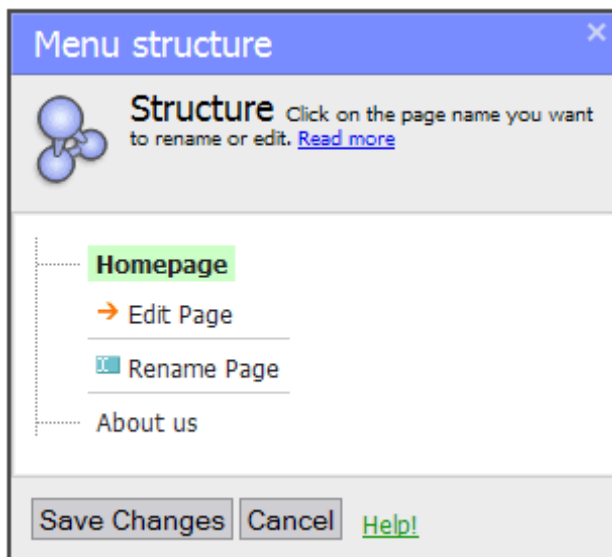 Menu structure
Structure Click on the page name you want
to rename or edit. Read more
Homepage
Edit Page
Rename Page
About us
Save Changes Cancel Help!